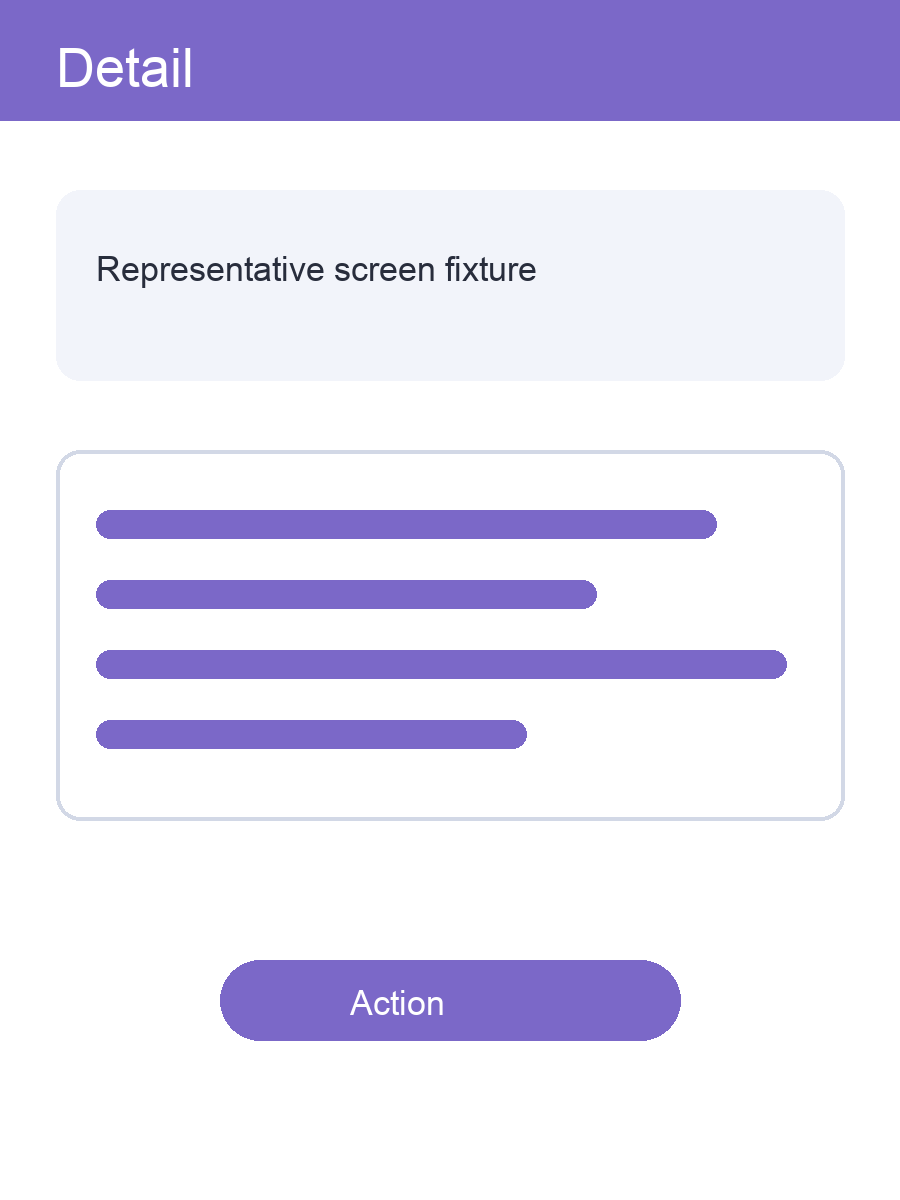 Detail
Representative screen fixture
Action